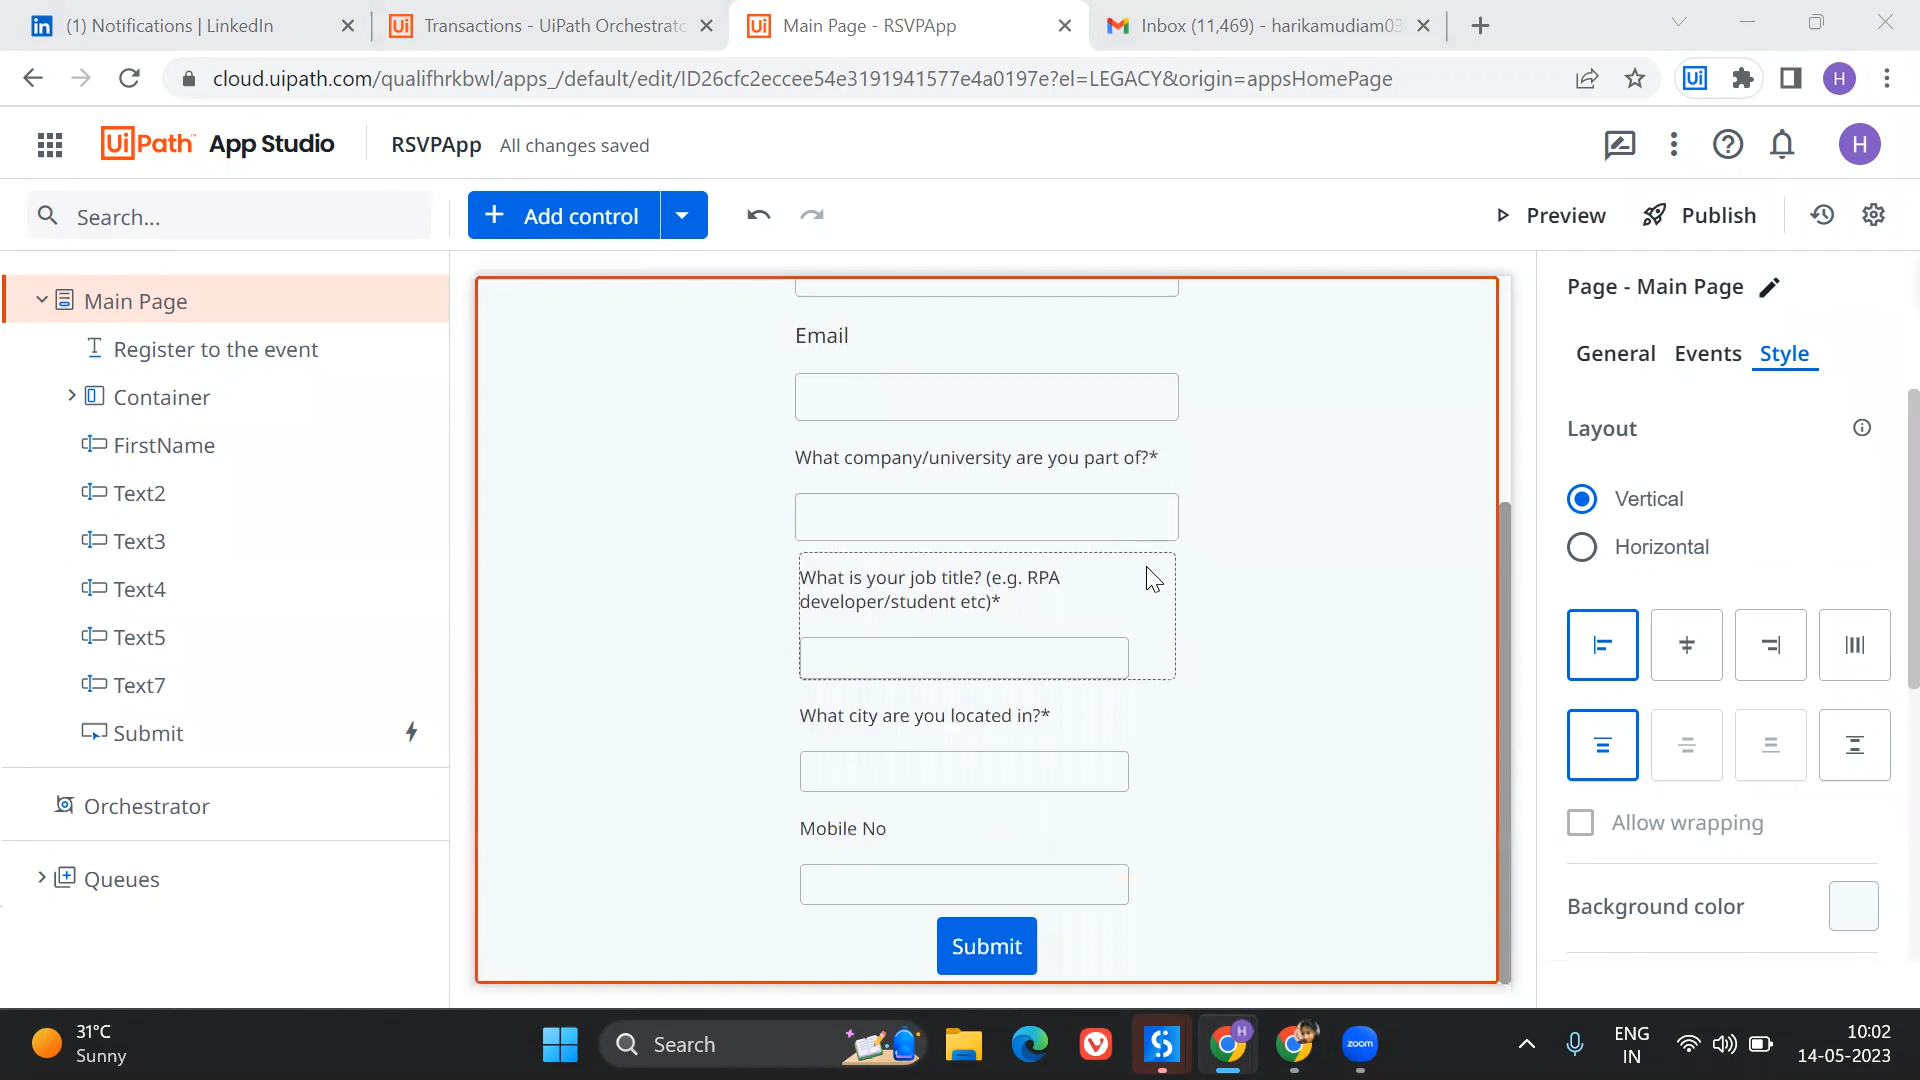 (1) Notifications | LinkedIn
Transactions - UiPath Orchestrato
Main Page - RSVPApp
Inbox (11,469) - harikamudiam03
cloud.uipath.com/qualifhrkbwl/apps_/default/edit/ID26cfc2eccee54e3191941577e4a0197e?el=LEGACY&origin=appsHomePage
UiPath App Studio
RSVPApp
All changes saved
Search...
Add control
Preview
Publish
Main Page
Register to the event
Container
FirstName
Text2
Text3
Text4
Text5
Text7
Submit
Orchestrator
Queues
Email
What company/university are you part of?*
What is your job title? (e.g. RPA
developer/student etc)*
What city are you located in?*
Mobile No
Submit
Page - Main Page
General Events Style
Layout
Vertical
Horizontal
Allow wrapping
Background color
31°C
Sunny
Search
zoom
ENG
IN
10:02
14-05-2023